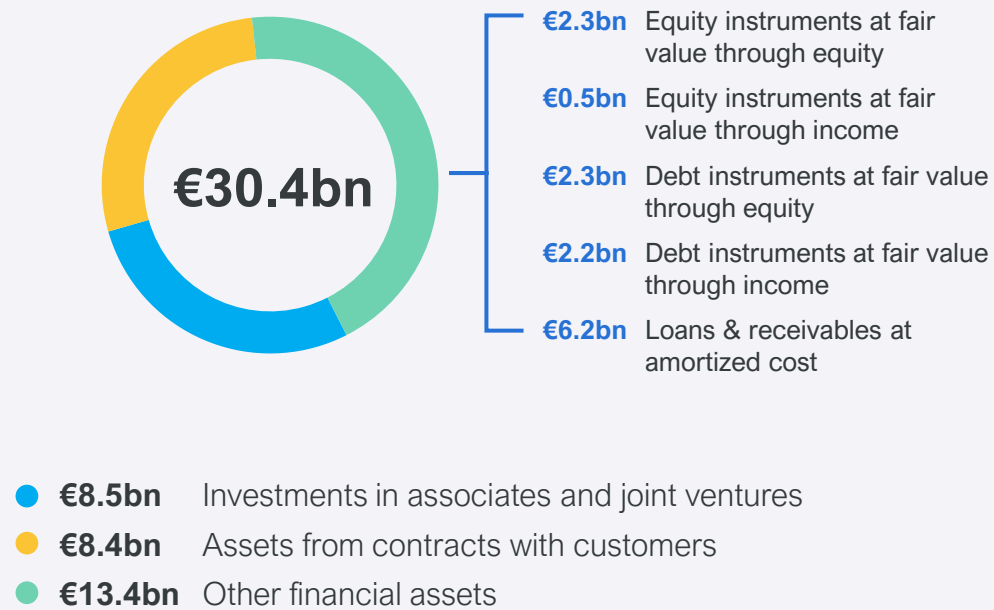 €30.4bn
€2.3bn Equity instruments at fair
value through equity
€0.5bn Equity instruments at fair
value through income
€2.3bn Debt instruments at fair value
through equity
€2.2bn Debt instruments at fair value
through income
€6.2bn Loans & receivables at
amortized cost
€8.5bn Investments in associates and joint ventures
€8.4bn Assets from contracts with customers
€13.4bn Other financial assets